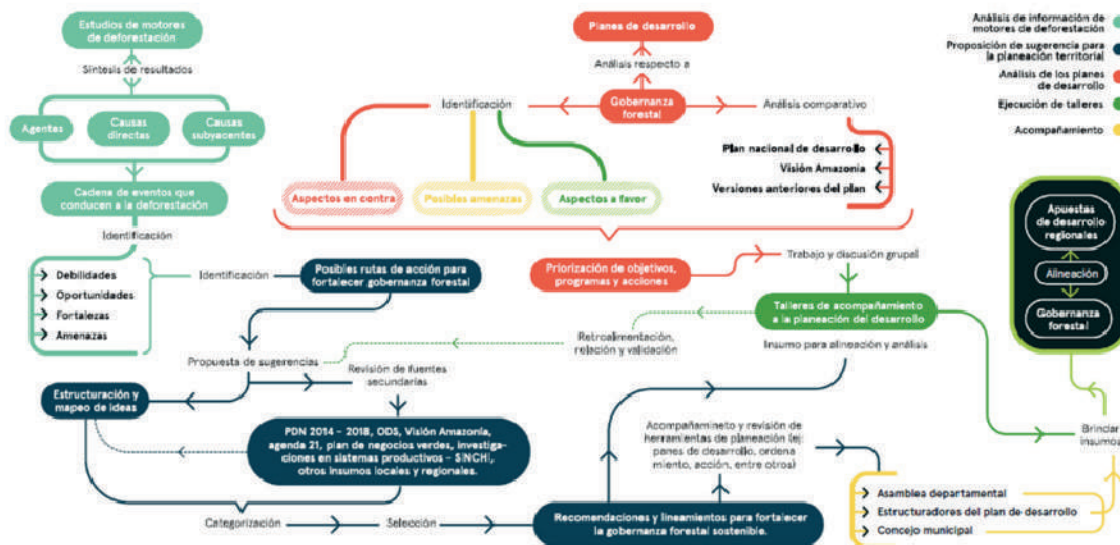 Estudios de motores
de deforestación
Síntesis de resultados
Agentes
Causas
directas
Causas
subyacentes
Cadena de eventos que
conducen a la deforestación
Identificación
Debilidades
Oportunidades
Fortalezas
Amenazas
Identificación
Posibles rutas de acción para
fortalecer gobernanza forestal
Planes de desarrollo
Análisis respecto a
Gobernanza
forestal
Identificación
Análisis comparativo
Plan nacional de desarrollo
Visión Amazonía
Versiones anteriores del plan
Aspectos en contra
Posibles amenazas
Aspectos a favor
Análisis de información de
motores de deforestación
Proposición de sugerencia para
la planeación territorial
Análisis de los planes
de desarrollo
Ejecución de talleres
Acompañamiento
Priorización de objetivos,
programas y acciones
Trabajo y discusión grupal
Talleres de acompañamiento
a la planeación del desarrollo
Insumo para alineación y análisis
Retroalimentación,
relación y validación
Apuestas
de desarrollo
regionales
Alineación
Gobernanza
forestal
Brindar
insumos
Propuesta de sugerencias
Revisión de fuentes
secundarias
Estructuración y
mapeo de ideas
PDN 2014 - 2018, ODS, Visión Amazonía,
agenda 21, plan de negocios verdes, investiga-
ciones en sistemas productivos - SINCHI,
otros insumos locales y regionales.
Categorización
Selección
Recomendaciones y lineamientos para fortalecer
la gobernanza forestal sostenible.
Acompañamineto y revisión de
herramientas de planeación (ej:
panes de desarrollo, ordena
miento, acción, entre otros)
Asamblea departamental
Estructuradores del plan de desarrollo
Concejo municipal